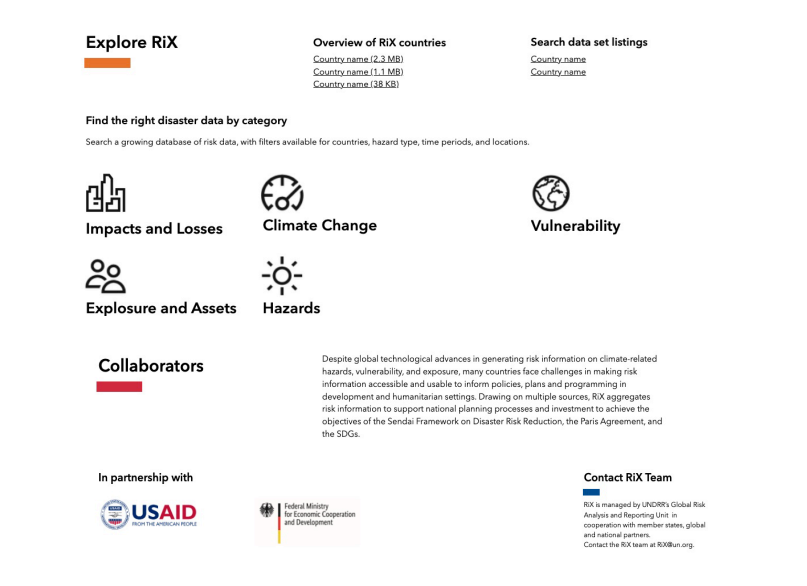 Explore RiX
Overview of RiX countries
Country name (2.3 MB)
Country name (1.1 MB)
Country name (38 KB)
Search data set listings
Country name
Country name
Find the right disaster data by category
Search a growing database of risk data, with filters available for countries, hazard type, time periods, and locations.
Impacts and Losses
Climate Change
Vulnerability
Explosure and Assets
Hazards
Collaborators
Despite global technological advances in generating risk information on climate-related
hazards, vulnerability, and exposure, many countries face challenges in making risk
information accessible and usable to inform policies, plans and programming in
development and humanitarian settings. Drawing on multiple sources, RiX aggregates
risk information to support national planning processes and investment to achieve the
objectives of the Sendai Framework on Disaster Risk Reduction, the Paris Agreement, and
the SDGs.
In partnership with
USAID
FROM THE AMERICAN PEOPLE
Federal Ministry
for Economic Cooperation
and Development
Contact RiX Team
RiX is managed by UNDRR's Global Risk
Analysis and Reporting Unit in
cooperation with member states, global
and national partners.
Contact the RiX team at RiX@un.org.